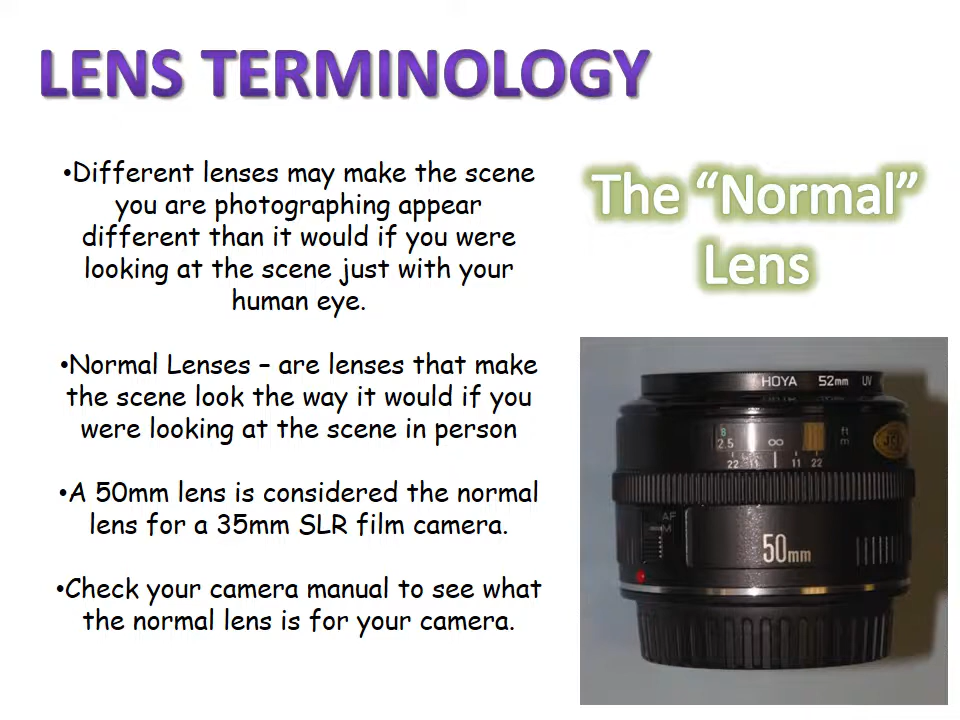 LENS TERMINOLOGY
•Different lenses may make the scene
you are photographing appear
different than it would if you were
looking at the scene just with your
human eye.
•Normal Lenses – are lenses that make
the scene look the way it would if you
were looking at the scene in person
•A 50mm lens is considered the normal
lens for a 35mm SLR film camera.
•Check your camera manual to see what
the normal lens is for your camera.
The “Normal”
Lens
HOYA 52mm UV
8 ft
2.5 ∞ m
22 11 11 22
AF
M
50mm